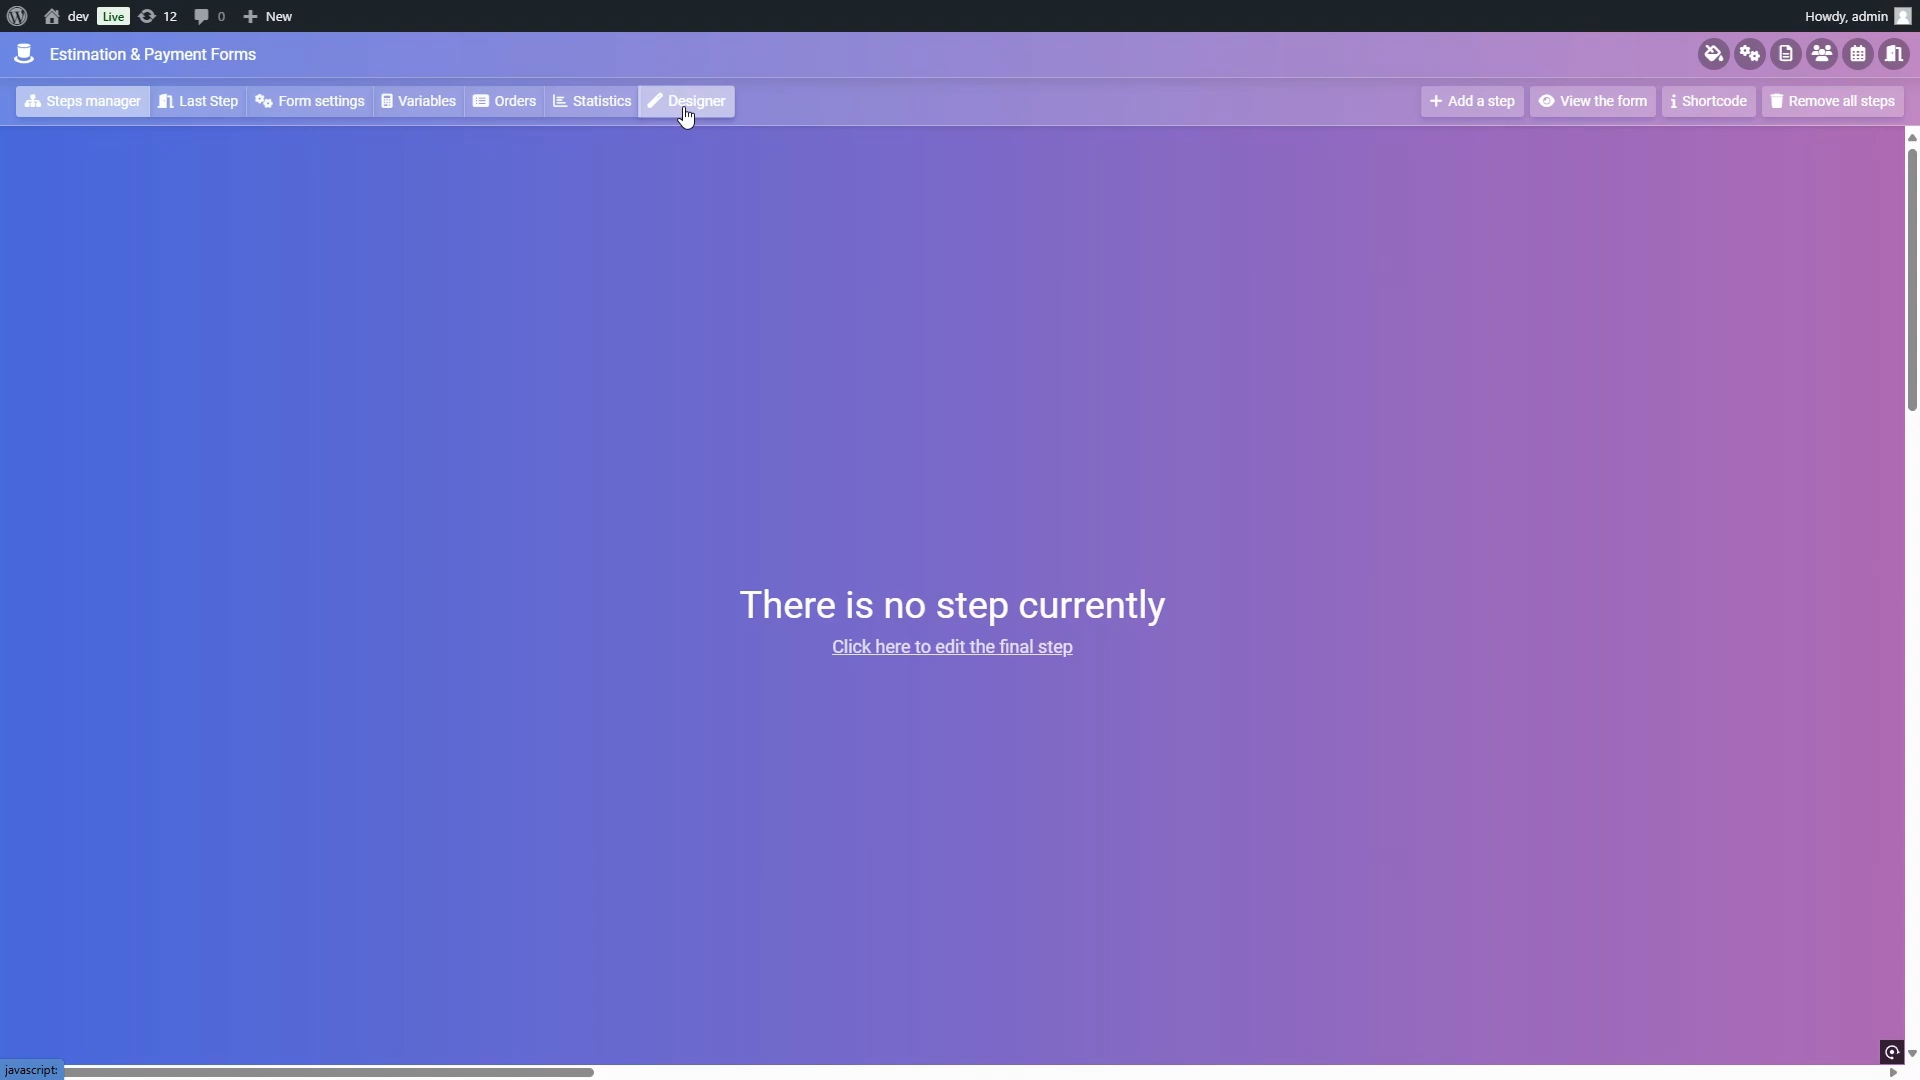 dev Live 12 0 New Howdy, admin
Estimation & Payment Forms
Steps manager Last Step Form settings Variables Orders Statistics Designer + Add a step View the form Shortcode Remove all steps
There is no step currently
Click here to edit the final step
javascript: